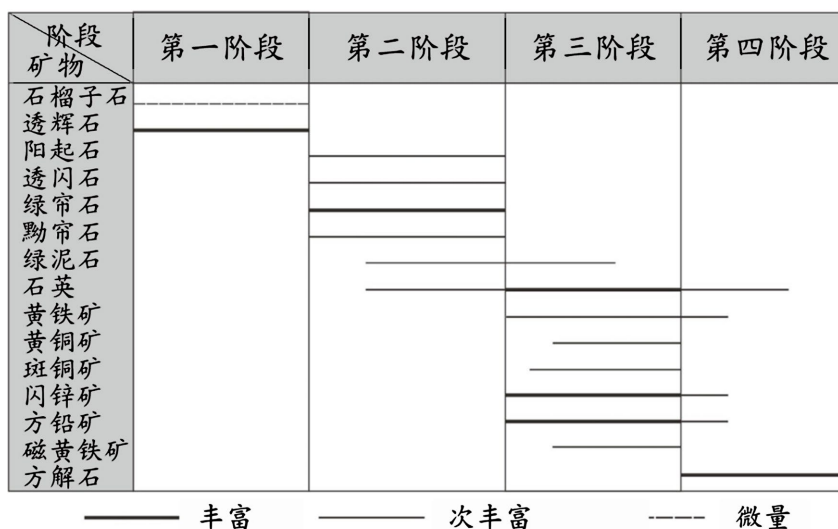 阶段 第一阶段 第二阶段 第三阶段 第四阶段
矿物
石榴子石
透辉石
阳起石
透闪石
绿帘石
黝帘石
绿泥石
石英
黄铁矿
黄铜矿
斑铜矿
闪锌矿
方铅矿
磁黄铁矿
方解石
丰富 次丰富 微量